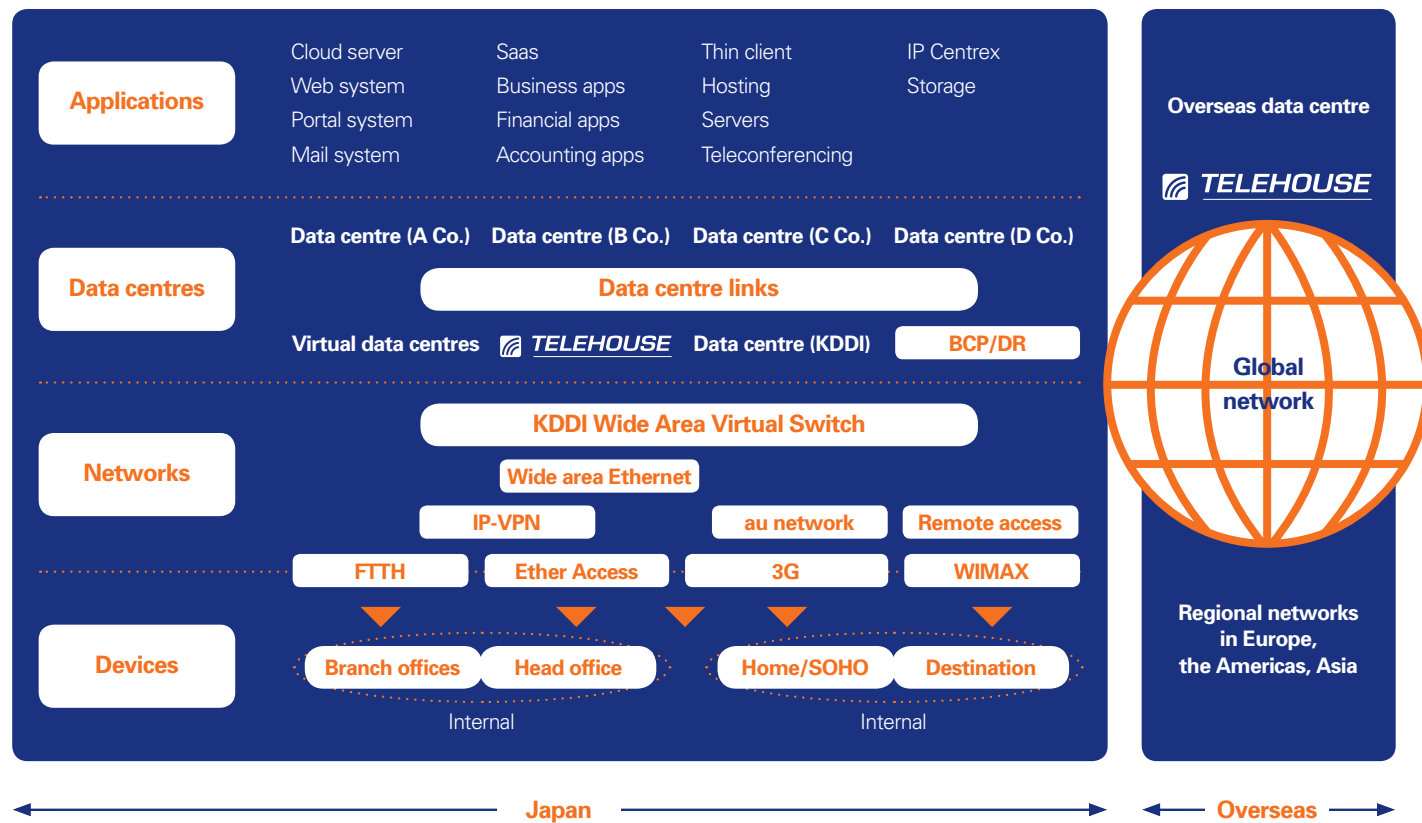 Applications
Cloud server
Web system
Portal system
Mail system
Saas
Business apps
Financial apps
Accounting apps
Thin client
Hosting
Servers
Teleconferencing
IP Centrex
Storage
Data centres
Data centre (A Co.)
Data centre (B Co.)
Data centre (C Co.)
Data centre (D Co.)
Data centre links
Virtual data centres
TELEHOUSE
Data centre (KDDI)
BCP/DR
Networks
KDDI Wide Area Virtual Switch
Wide area Ethernet
IP-VPN
au network
Remote access
FTTH
Ether Access
3G
WIMAX
Devices
Branch offices
Head office
Home/SOHO
Destination
Internal
Internal
Japan
Overseas data centre
TELEHOUSE
Global
network
Regional networks
in Europe,
the Americas, Asia
Overseas